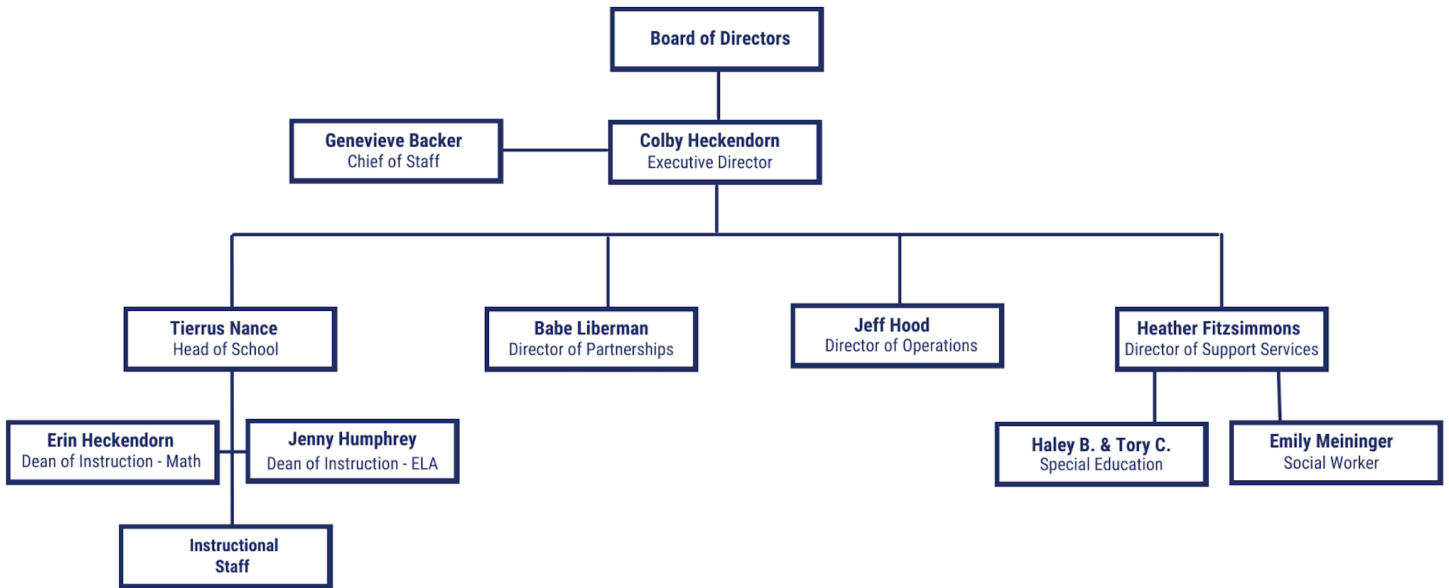 Board of Directors
Genevieve Backer
Chief of Staff
Colby Heckendorn
Executive Director
Tierrus Nance
Head of School
Babe Liberman
Director of Partnerships
Jeff Hood
Director of Operations
Heather Fitzsimmons
Director of Support Services
Erin Heckendorn
Dean of Instruction - Math
Jenny Humphrey
Dean of Instruction - ELA
Haley B. & Tory C.
Special Education
Emily Meininger
Social Worker
Instructional
Staff